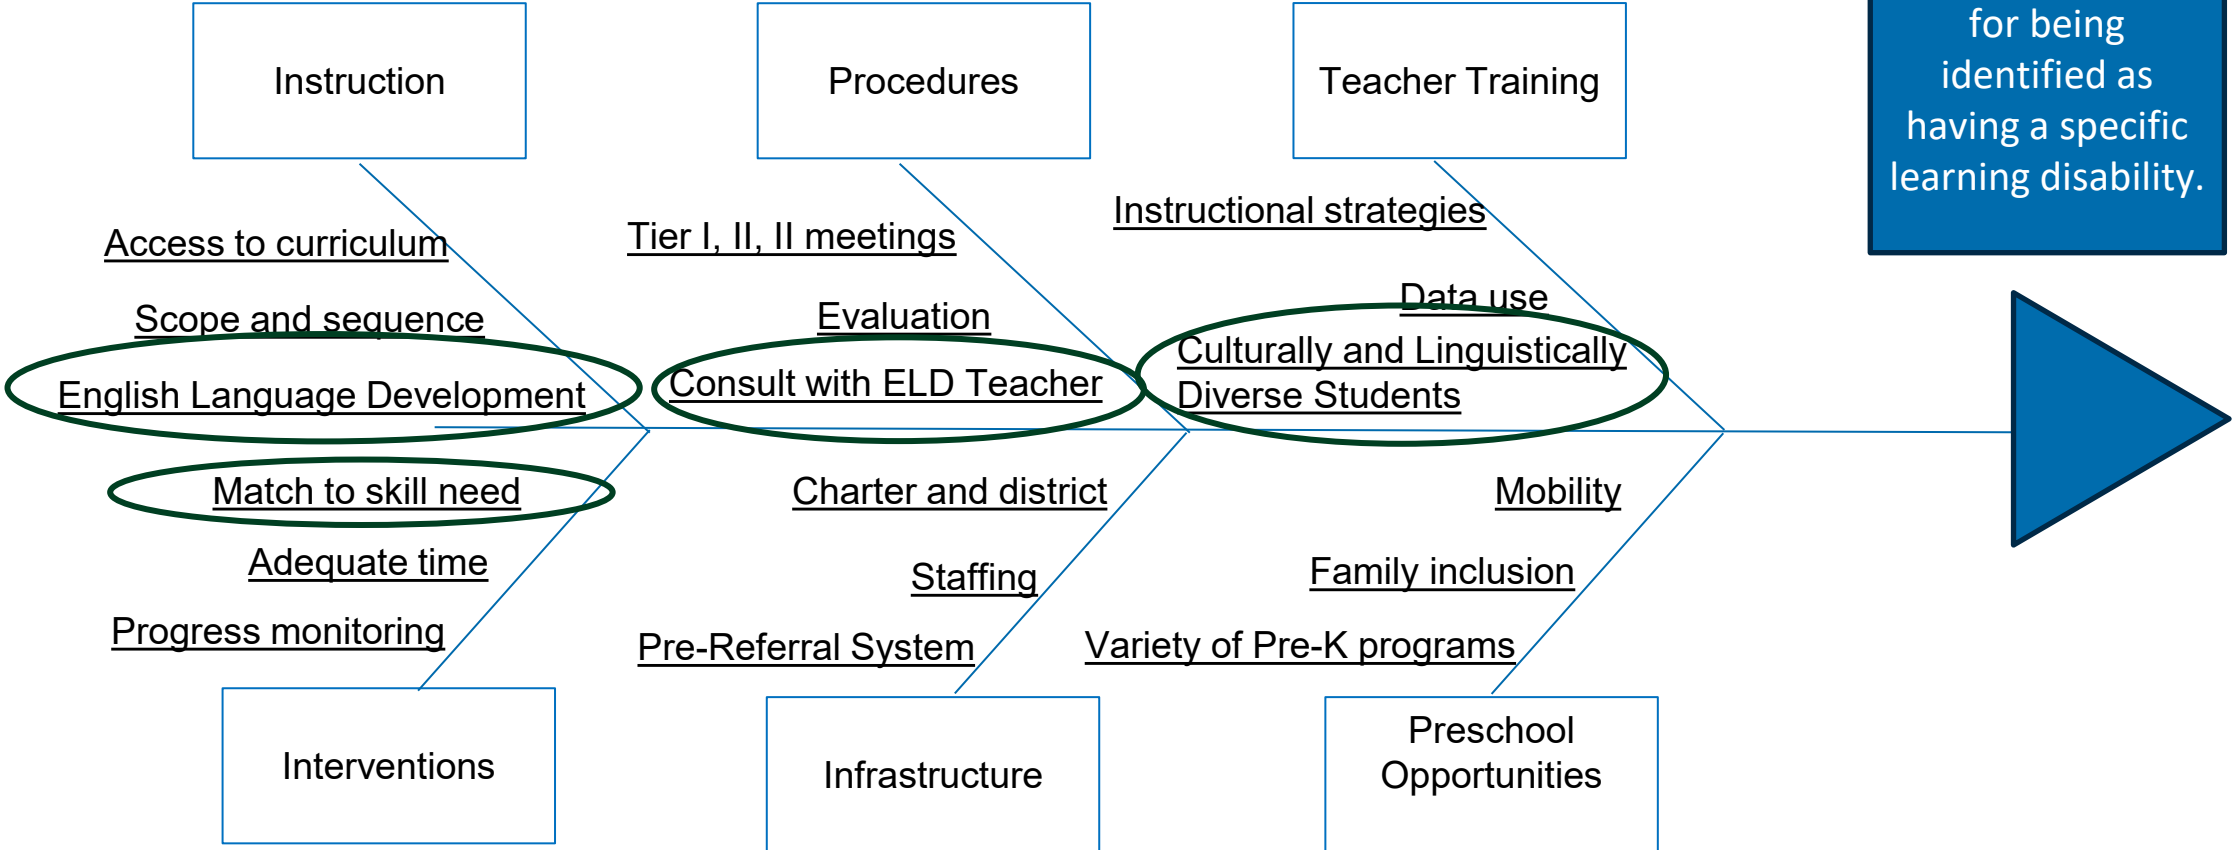 Instruction
Procedures
Teacher Training
for being
identified as
having a specific
learning disability.
Access to curriculum
Scope and sequence
English Language Development
Tier I, II, II meetings
Evaluation
Consult with ELD Teacher
Instructional strategies
Data use
Culturally and Linguistically
Diverse Students
Match to skill need
Adequate time
Progress monitoring
Charter and district
Staffing
Pre-Referral System
Mobility
Family inclusion
Variety of Pre-K programs
Interventions
Infrastructure
Preschool
Opportunities